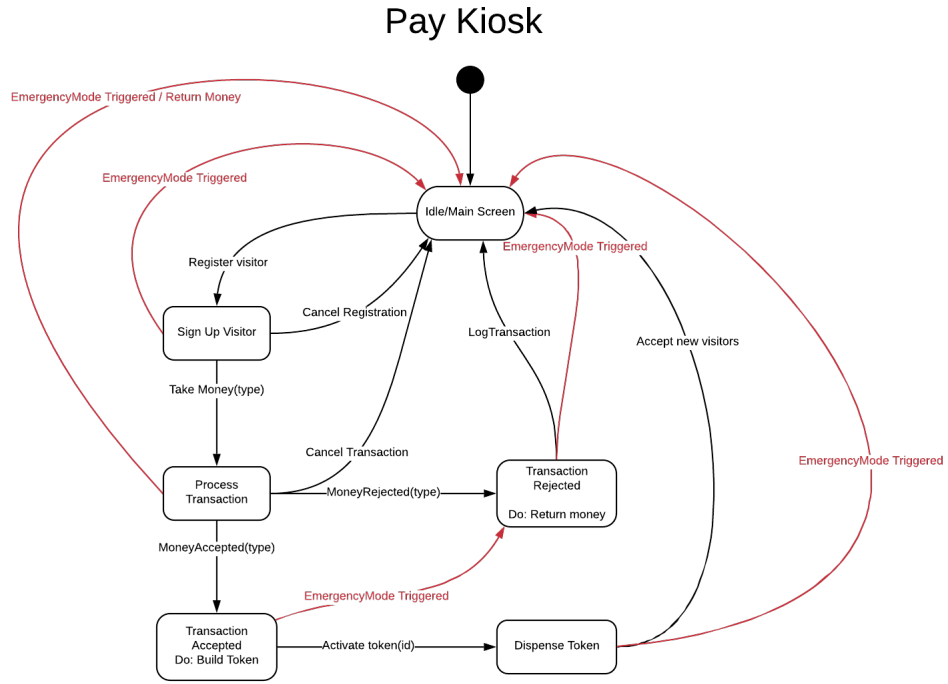 Pay Kiosk
EmergencyMode Triggered / Return Money
EmergencyMode Triggered
Idle/Main Screen
EmergencyMode Triggered
Register visitor
Cancel Registration
Sign Up Visitor
LogTransaction
Accept new visitors
Take Money(type)
Cancel Transaction
EmergencyMode Triggered
Process
Transaction
MoneyRejected(type)
Transaction
Rejected
Do: Return money
MoneyAccepted(type)
EmergencyMode Triggered
Transaction
Accepted
Do: Build Token
Activate token(id)
Dispense Token